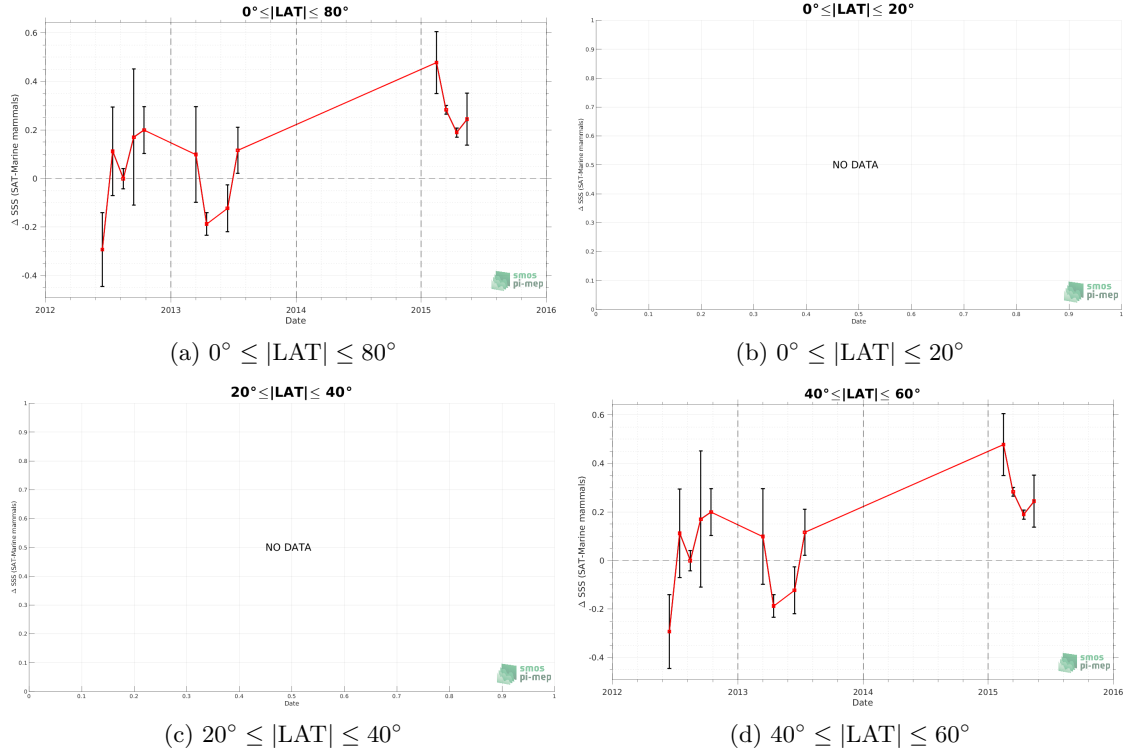 0°≤|LAT|≤ 80°
Δ SSS (SAT-Marine mammals)
0.6
0.4
0.2
0
-0.2
-0.4
2012
2013
2014
2015
2016
Date
smos
pi-mep
(a) 0° ≤ |LAT| ≤ 80°
0°≤|LAT|≤ 20°
Δ SSS (SAT-Marine mammals)
1
0.9
0.8
0.7
0.6
0.5
0.4
0.3
0.2
0.1
0
NO DATA
0
0.1
0.2
0.3
0.4
0.5
0.6
0.7
0.8
0.9
1
Date
smos
pi-mep
(b) 0° ≤ |LAT| ≤ 20°
20°≤|LAT|≤ 40°
Δ SSS (SAT-Marine mammals)
1
0.9
0.8
0.7
0.6
0.5
0.4
0.3
0.2
0.1
0
NO DATA
0
0.1
0.2
0.3
0.4
0.5
0.6
0.7
0.8
0.9
1
Date
smos
pi-mep
(c) 20° ≤ |LAT| ≤ 40°
40°≤|LAT|≤ 60°
Δ SSS (SAT-Marine mammals)
0.6
0.4
0.2
0
-0.2
-0.4
2012
2013
2014
2015
2016
Date
smos
pi-mep
(d) 40° ≤ |LAT| ≤ 60°